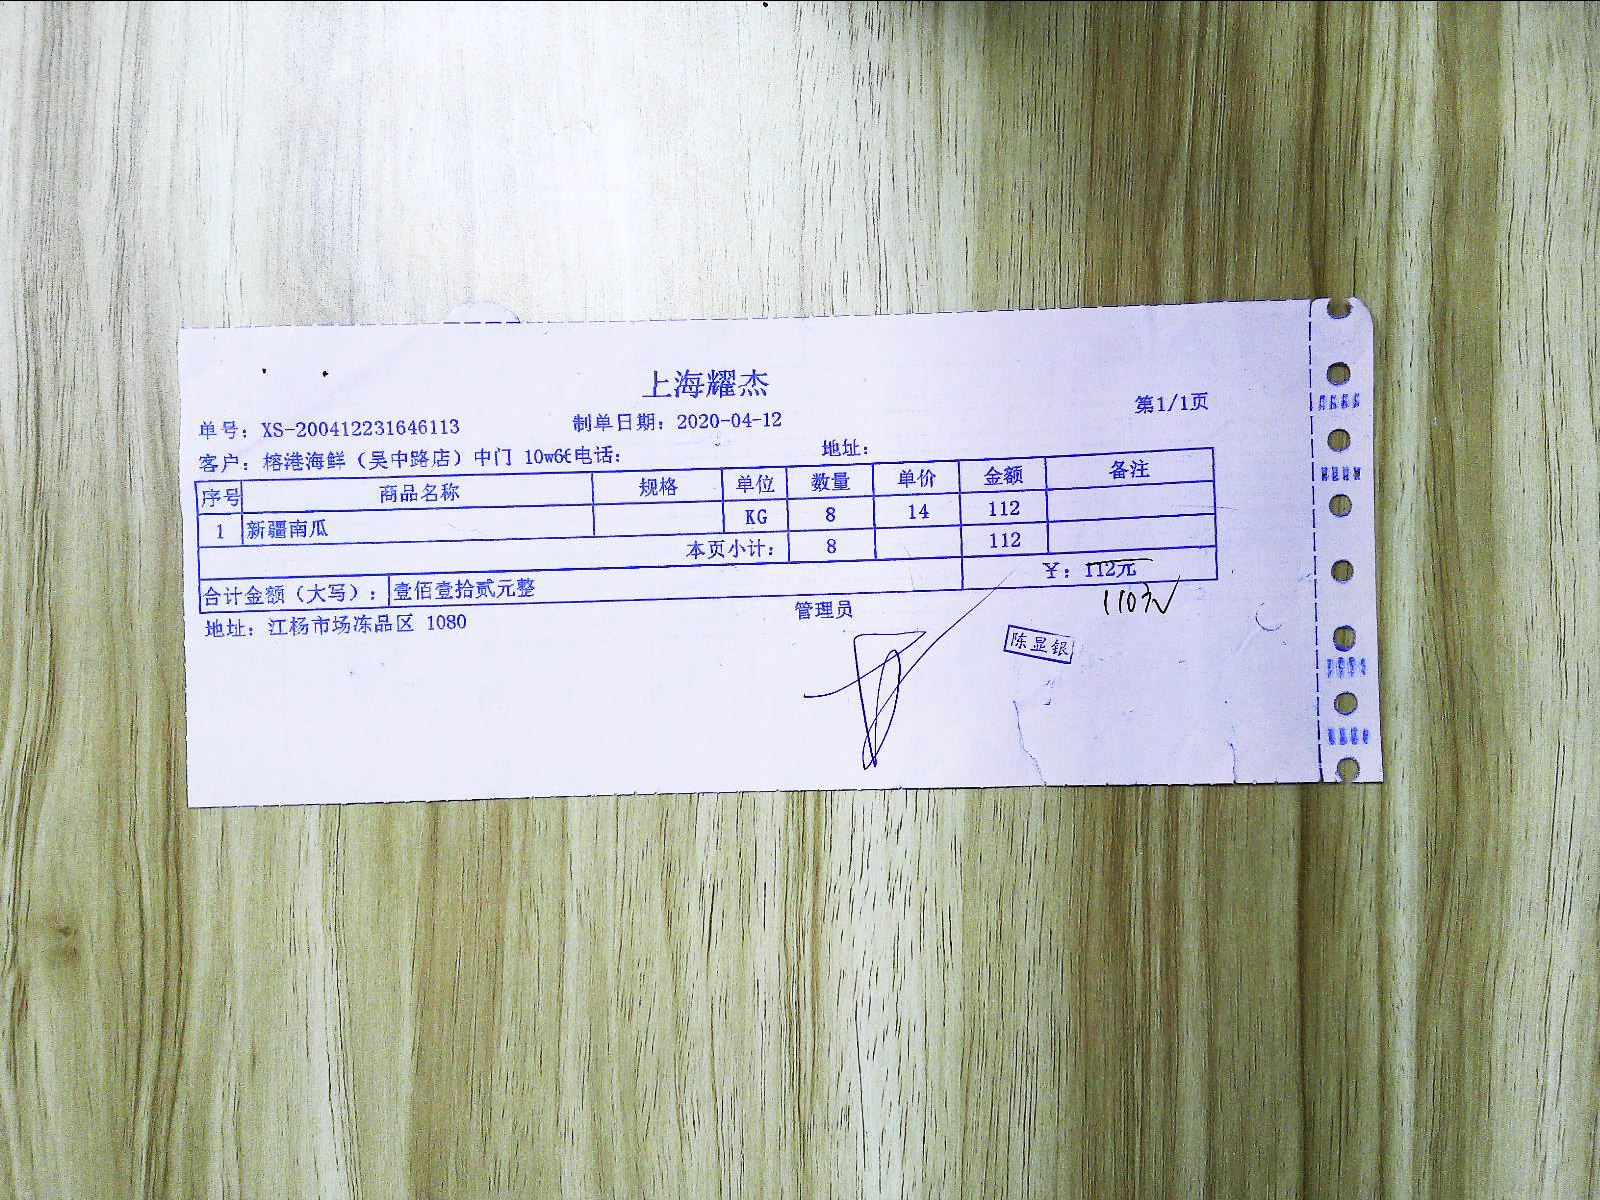 上海耀杰
第1/1页
单号：XS-200412231646113 制单日期：2020-04-12
客户：榕港海鲜（吴中路店）中门 10w6 电话： 地址：
序号 商品名称 规格 单位 数量 单价 金额 备注
1 新疆南瓜 KG 8 14 112
本页小计： 8 112
合计金额（大写）： 壹佰壹拾贰元整 ¥：112元
110元
地址：江杨市场冻品区 1080 管理员
陈显银